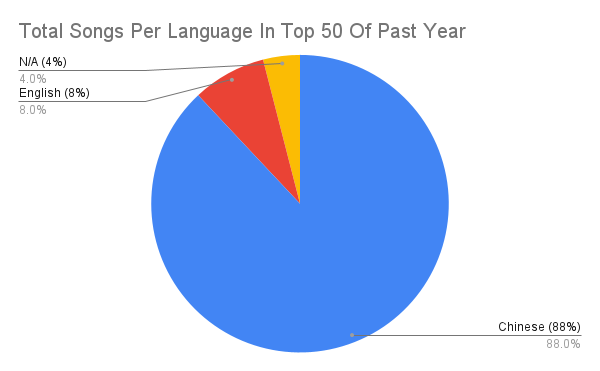 Total Songs Per Language In Top 50 Of Past Year
N/A (4%)
4.0%
English (8%)
8.0%
Chinese (88%)
88.0%